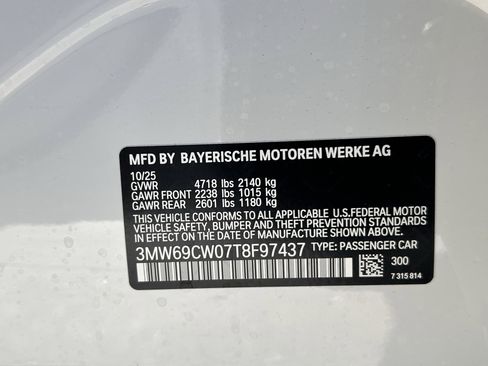 MFD BY BAYERISCHE MOTOREN WERKE AG
10/25
GVWR 4718 lbs 2140 kg
GAWR FRONT 2238 lbs 1015 kg
GAWR REAR 2601 lbs 1180 kg
THIS VEHICLE CONFORMS TO ALL APPLICABLE U.S.FEDERAL MOTOR
VEHICLE SAFETY, BUMPER, AND THEFT PREVENTION STANDARDS
IN EFFECT ON THE DATE OF MANUFACTURE SHOWN ABOVE.
3MW69CW07T8F97437 TYPE: PASSENGER CAR
300
7 315 814